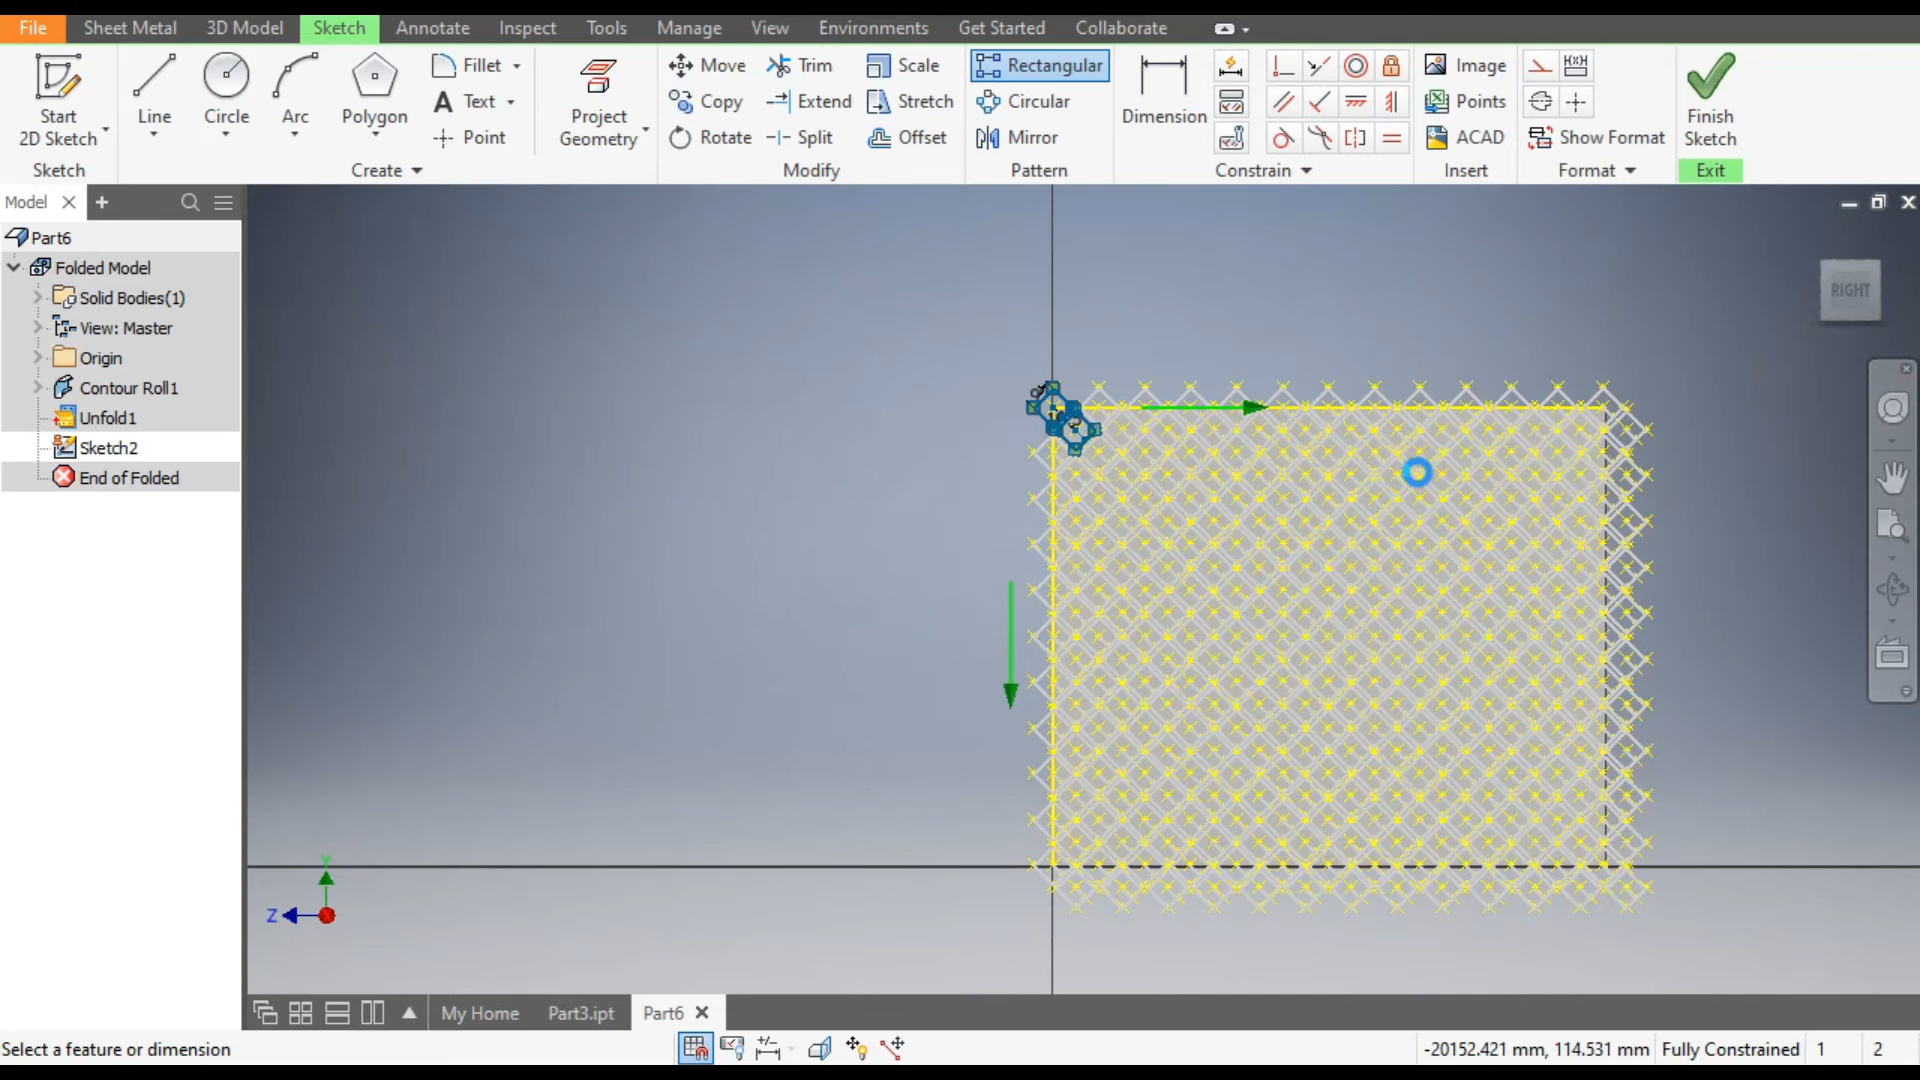 File Sheet Metal 3D Model Sketch Annotate Inspect Tools Manage View Environments Get Started Collaborate
Start
2D Sketch
Line
Circle
Arc
Polygon
Fillet
Text
Point
Project
Geometry
Move
Copy
Rotate
Trim
Extend
Split
Scale
Stretch
Offset
Rectangular
Circular
Mirror
Dimension
Image
Points
ACAD
Show Format
Finish
Sketch
Sketch Create Modify Pattern Constrain Insert Format Exit
Model
Part6
Folded Model
Solid Bodies(1)
View: Master
Origin
Contour Roll1
Unfold1
Sketch2
End of Folded
RIGHT
Y
Z
My Home Part3.ipt Part6
Select a feature or dimension
-20152.421 mm, 114.531 mm Fully Constrained 1 2